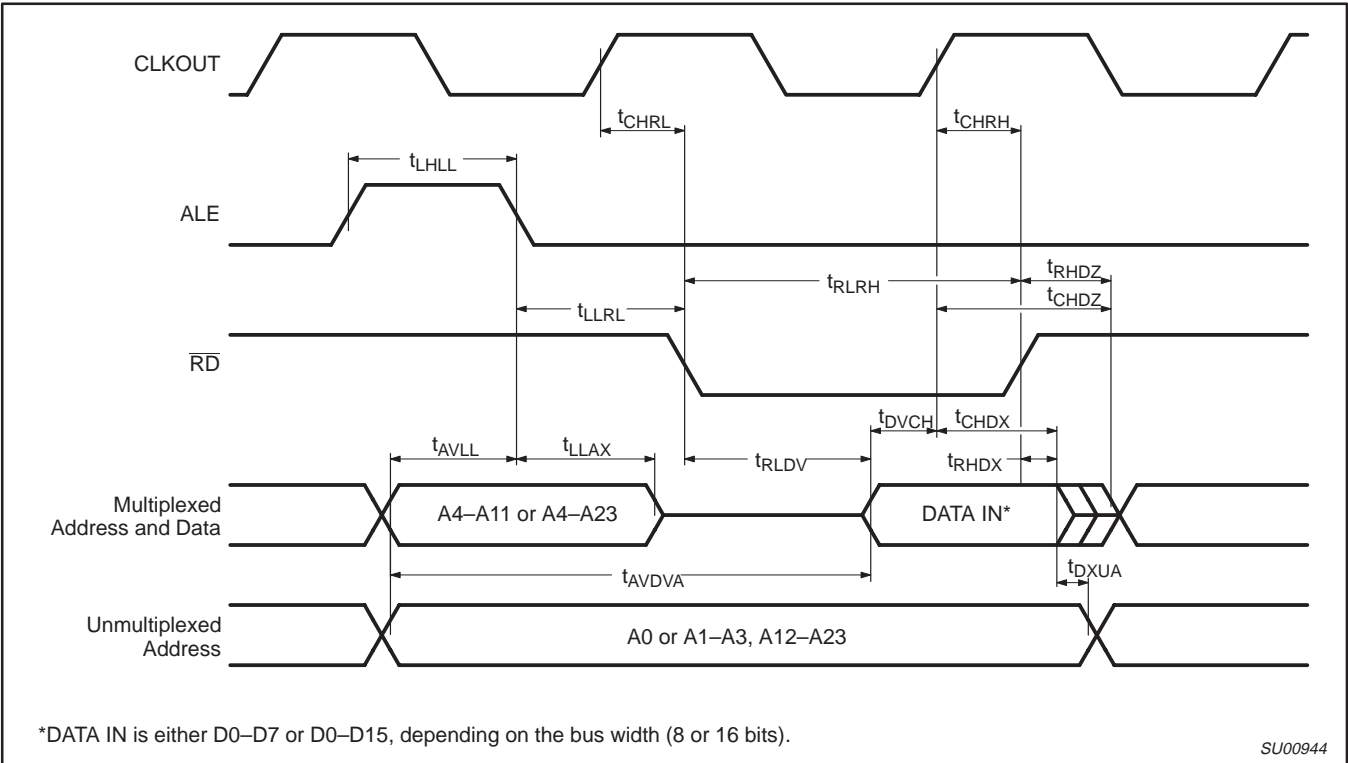 CLKOUT
tCHRL
tCHRH
tLHLL
ALE
tRHDZ
tRLRH
tCHDZ
tLLRL
RD
tDVCH
tCHDX
tAVLL
tLLAX
tRLDV
tRHDX
Multiplexed
Address and Data
A4–A11 or A4–A23
DATA IN*
tAVDVA
tDXUA
Unmultiplexed
Address
A0 or A1–A3, A12–A23
*DATA IN is either D0–D7 or D0–D15, depending on the bus width (8 or 16 bits).
SU00944